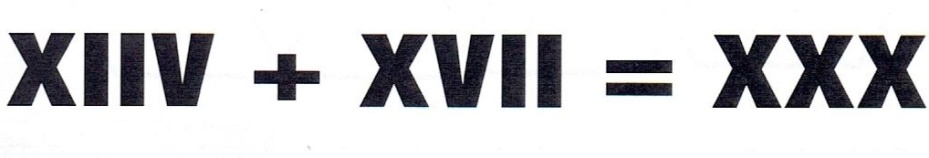 XIIV + XVII = XXX